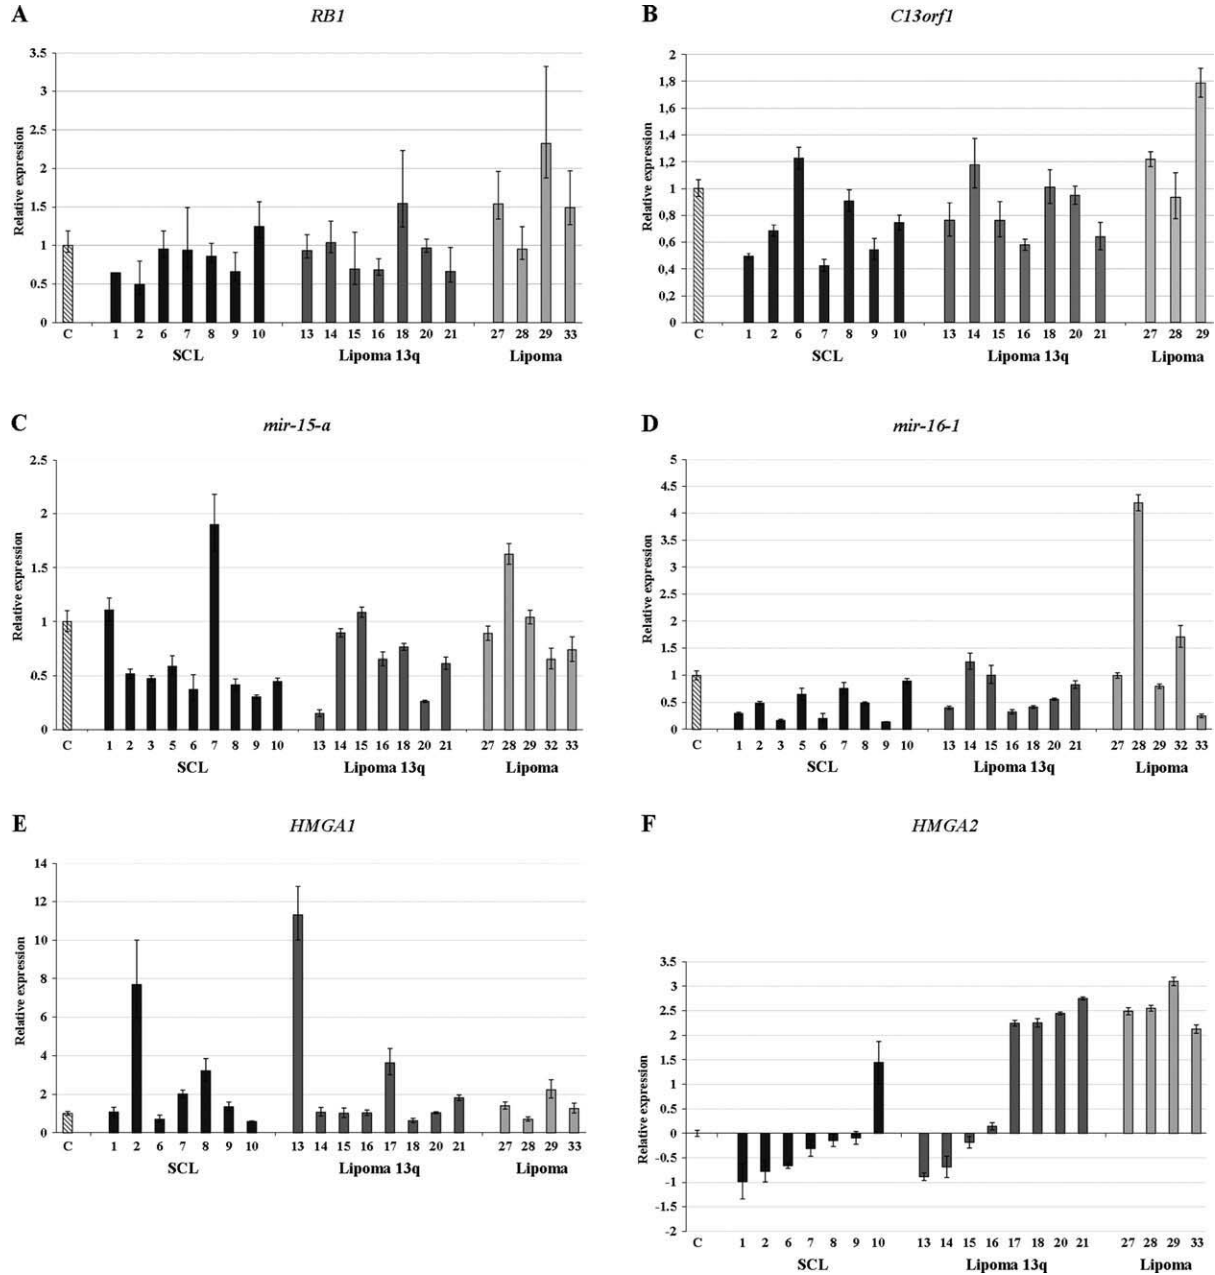 A
RB1
Relative expression
3.5
3
2.5
2
1.5
1
0.5
0
C 1 2 6 7 8 9 10 13 14 15 16 18 20 21 27 28 29 33
SCL Lipoma 13q Lipoma
B
C13orf1
Relative expression
2
1,8
1,6
1,4
1,2
1
0,8
0,6
0,4
0,2
0
C 1 2 6 7 8 9 10 13 14 15 16 18 20 21 27 28 29
SCL Lipoma 13q Lipoma
C
mir-15-a
Relative expression
2.5
2
1.5
1
0.5
0
C 1 2 3 5 6 7 8 9 10 13 14 15 16 18 20 21 27 28 29 32 33
SCL Lipoma 13q Lipoma
D
mir-16-1
Relative expression
5
4.5
4
3.5
3
2.5
2
1.5
1
0.5
0
C 1 2 3 5 6 7 8 9 10 13 14 15 16 18 20 21 27 28 29 32 33
SCL Lipoma 13q Lipoma
E
HMGA1
Relative expression
14
12
10
8
6
4
2
0
C 1 2 6 7 8 9 10 13 14 15 16 17 18 20 21 27 28 29 33
SCL Lipoma 13q Lipoma
F
HMGA2
Relative expression
3.5
3
2.5
2
1.5
1
0.5
0
-0.5
-1
-1.5
-2
C 1 2 6 7 8 9 10 13 14 15 16 17 18 20 21 27 28 29 33
SCL Lipoma 13q Lipoma